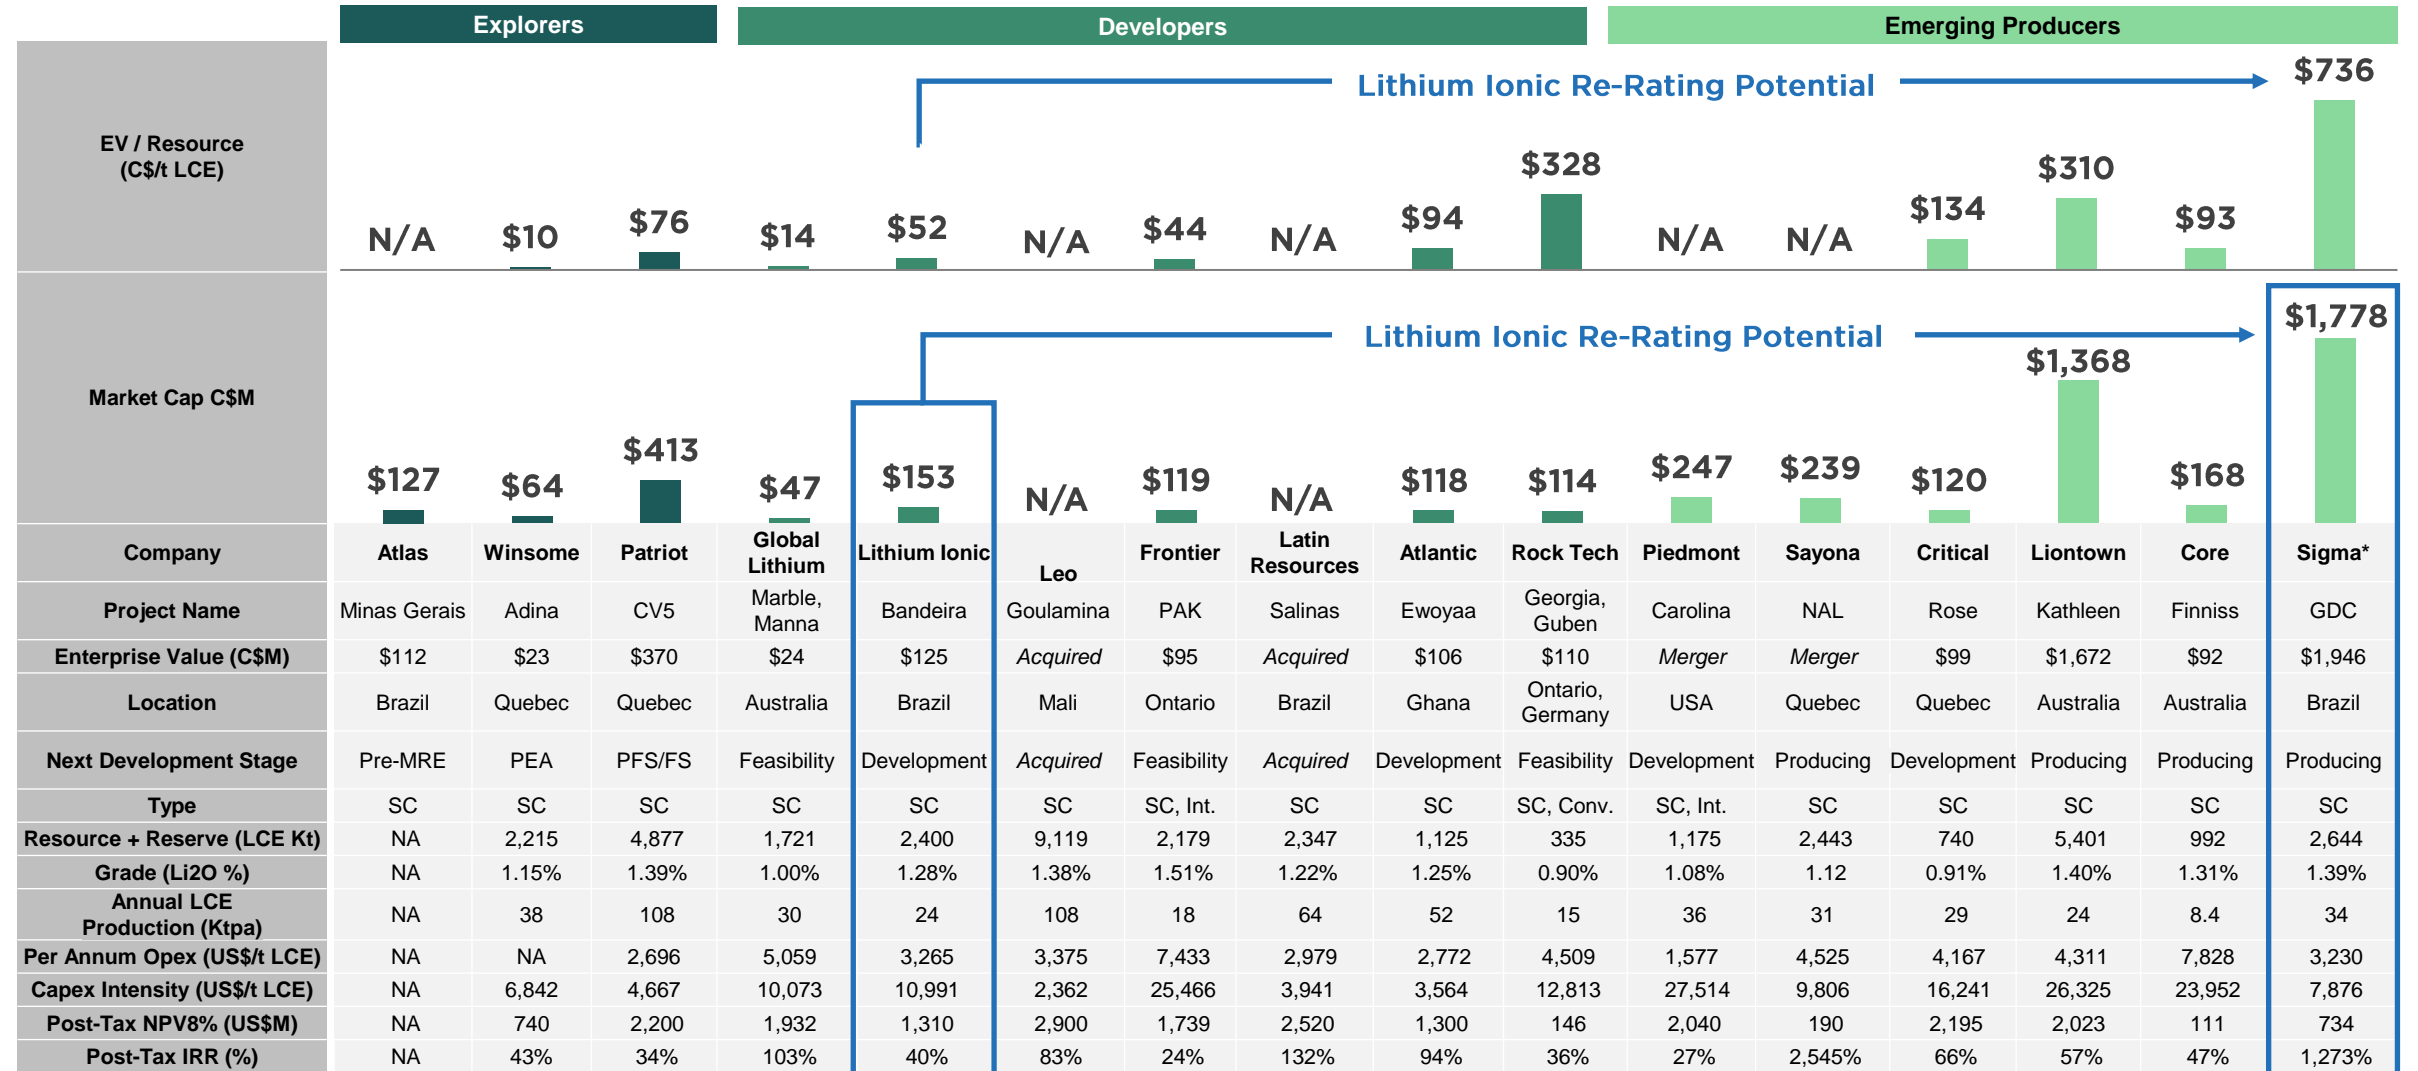 Explorers
Developers
Emerging Producers
EV / Resource
(C$/t LCE)
Lithium Ionic Re-Rating Potential
N/A
$10
$76
$14
$52
N/A
$44
N/A
$94
$328
N/A
N/A
$134
$310
$93
$736
Market Cap C$M
Lithium Ionic Re-Rating Potential
$127
$64
$413
$47
$153
N/A
$119
N/A
$118
$114
$247
$239
$120
$1,368
$168
$1,778
Company Atlas Winsome Patriot Global Lithium Lithium Ionic Leo Frontier Latin Resources Atlantic Rock Tech Piedmont Sayona Critical Liontown Core Sigma*
Project Name Minas Gerais Adina CV5 Marble, Manna Bandeira Goulamina PAK Salinas Ewoyaa Georgia, Guben Carolina NAL Rose Kathleen Finniss GDC
Enterprise Value (C$M) $112 $23 $370 $24 $125 Acquired $95 Acquired $106 $110 Merger Merger $99 $1,672 $92 $1,946
Location Brazil Quebec Quebec Australia Brazil Mali Ontario Brazil Ghana Ontario, Germany USA Quebec Quebec Australia Australia Brazil
Next Development Stage Pre-MRE PEA PFS/FS Feasibility Development Acquired Feasibility Acquired Development Feasibility Development Producing Development Producing Producing Producing
Type SC SC SC SC SC SC SC, Int. SC SC SC, Conv. SC, Int. SC SC SC SC SC
Resource + Reserve (LCE Kt) NA 2,215 4,877 1,721 2,400 9,119 2,179 2,347 1,125 335 1,175 2,443 740 5,401 992 2,644
Grade (Li2O %) NA 1.15% 1.39% 1.00% 1.28% 1.38% 1.51% 1.22% 1.25% 0.90% 1.08% 1.12 0.91% 1.40% 1.31% 1.39%
Annual LCE Production (Ktpa) NA 38 108 30 24 108 18 64 52 15 36 31 29 24 8.4 34
Per Annum Opex (US$/t LCE) NA NA 2,696 5,059 3,265 3,375 7,433 2,979 2,772 4,509 1,577 4,525 4,167 4,311 7,828 3,230
Capex Intensity (US$/t LCE) NA 6,842 4,667 10,073 10,991 2,362 25,466 3,941 3,564 12,813 27,514 9,806 16,241 26,325 23,952 7,876
Post-Tax NPV8% (US$M) NA 740 2,200 1,932 1,310 2,900 1,739 2,520 1,300 146 2,040 190 2,195 2,023 111 734
Post-Tax IRR (%) NA 43% 34% 103% 40% 83% 24% 132% 94% 36% 27% 2,545% 66% 57% 47% 1,273%